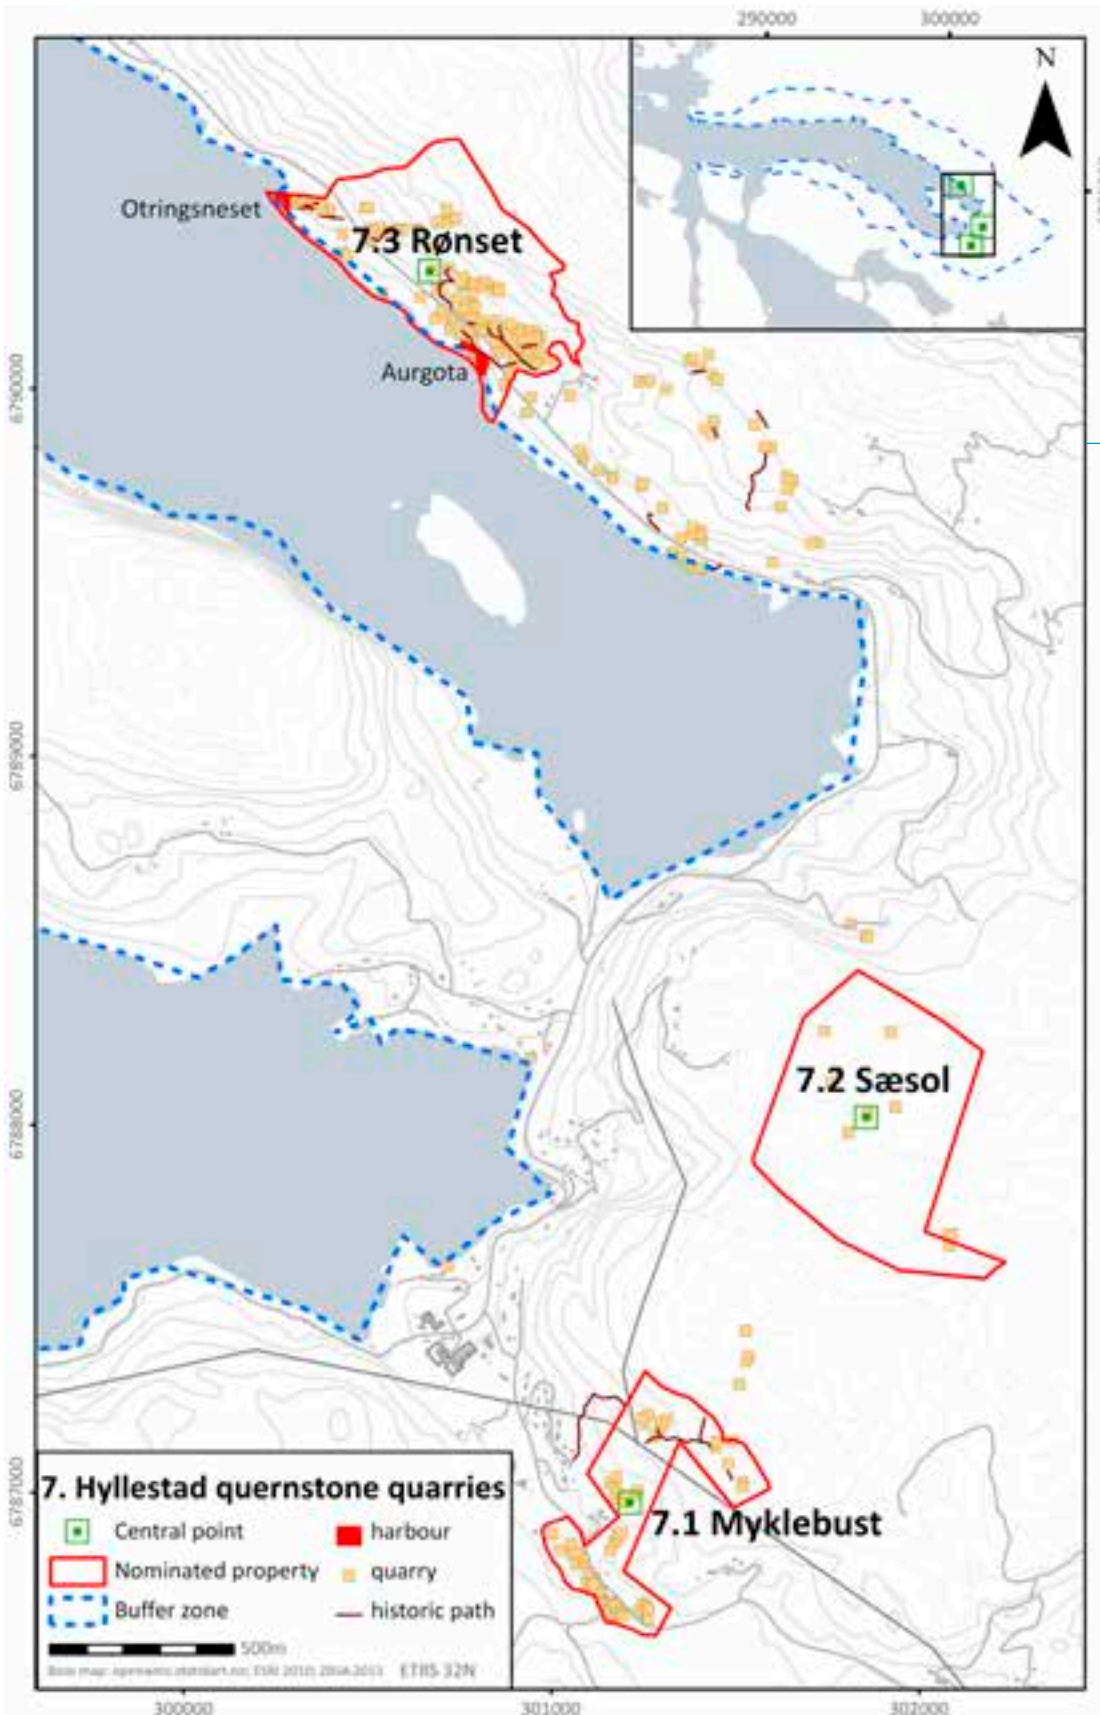 290000 300000
N
Otringsneset
7.3 Rønset
Aurgota
6790000
6789000
7.2 Sæsol
6788000
6787000
7.1 Myklebust
7. Hyllestad quernstone quarries
Central point
harbour
Nominated property
quarry
Buffer zone
historic path
500m
ETRS 32N
300000 301000 302000